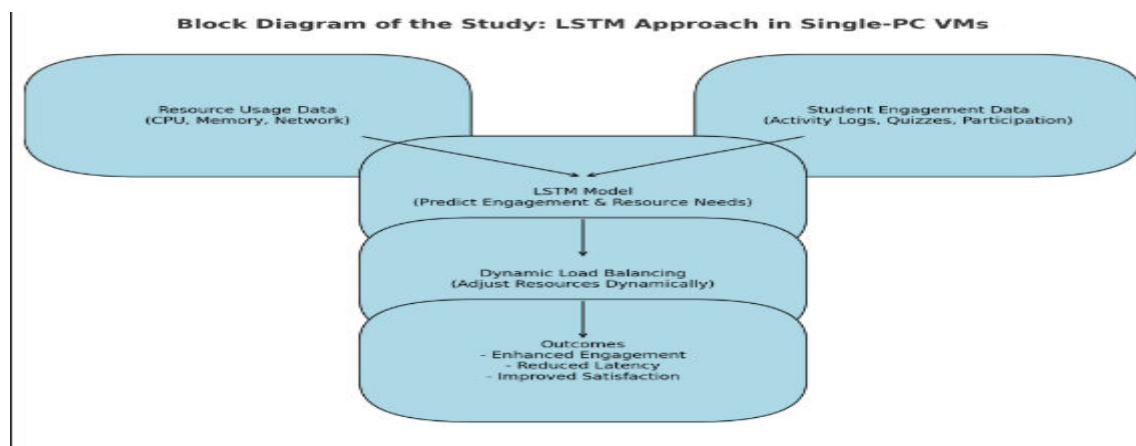 Block Diagram of the Study: LSTM Approach in Single-PC VMs
Resource Usage Data
(CPU, Memory, Network)
Student Engagement Data
(Activity Logs, Quizzes, Participation)
LSTM Model
(Predict Engagement & Resource Needs)
Dynamic Load Balancing
(Adjust Resources Dynamically)
Outcomes
- Enhanced Engagement
- Reduced Latency
- Improved Satisfaction